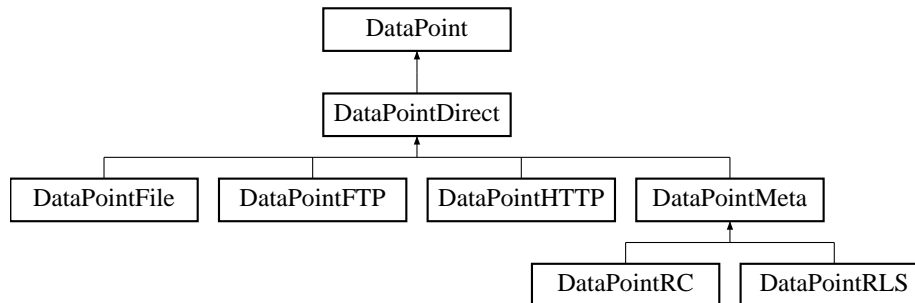 DataPoint
DataPointDirect
DataPointFile
DataPointFTP
DataPointHTTP
DataPointMeta
DataPointRC
DataPointRLS